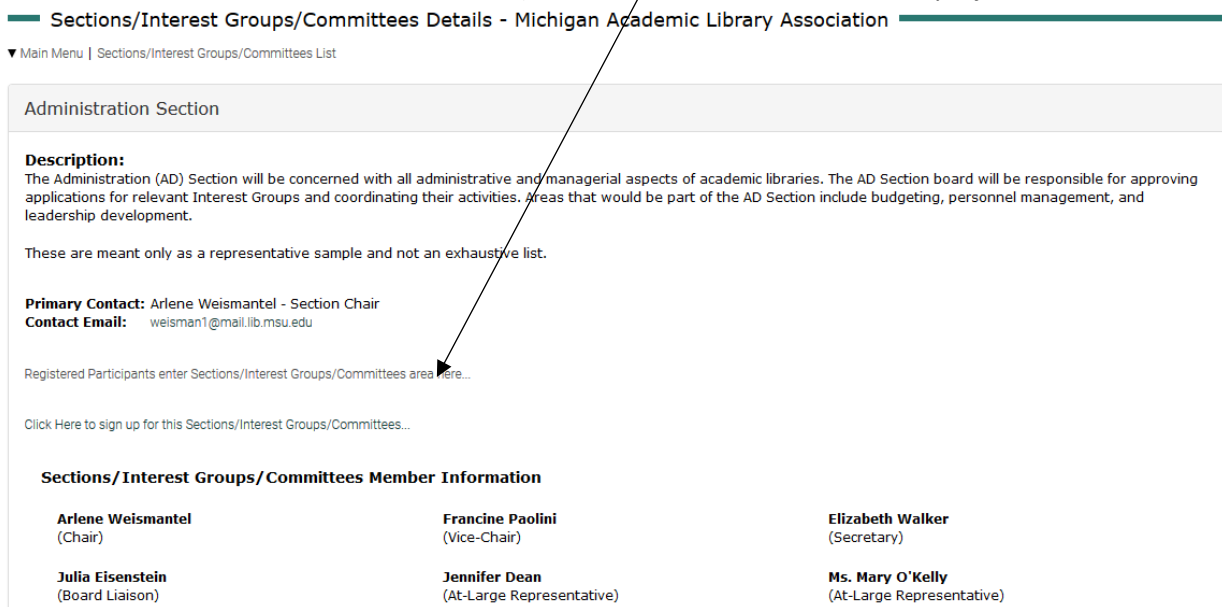 Sections/Interest Groups/Committees Details - Michigan Academic Library Association
▼ Main Menu | Sections/Interest Groups/Committees List
Administration Section
Description:
The Administration (AD) Section will be concerned with all administrative and managerial aspects of academic libraries. The AD Section board will be responsible for approving
applications for relevant Interest Groups and coordinating their activities. Areas that would be part of the AD Section include budgeting, personnel management, and
leadership development.
These are meant only as a representative sample and not an exhaustive list.
Primary Contact: Arlene Weismantel - Section Chair
Contact Email: weisman1@mail.lib.msu.edu
Registered Participants enter Sections/Interest Groups/Committees area here...
Click Here to sign up for this Sections/Interest Groups/Committees...
Sections/Interest Groups/Committees Member Information
Arlene Weismantel Francine Paolini Elizabeth Walker
(Chair) (Vice-Chair) (Secretary)
Julia Eisenstein Jennifer Dean Ms. Mary O'Kelly
(Board Liaison) (At-Large Representative) (At-Large Representative)